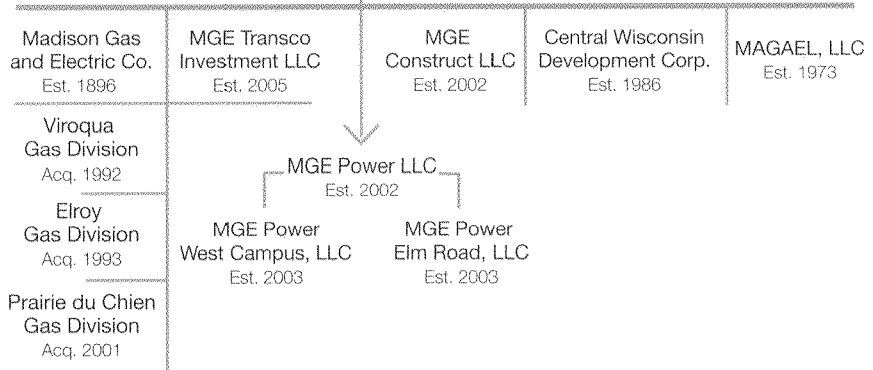 Madison Gas
and Electric Co.
Est. 1896
MGE Transco
Investment LLC
Est. 2005
MGE
Construct LLC
Est. 2002
Central Wisconsin
Development Corp.
Est. 1986
MAGAEL, LLC
Est. 1973
Viroqua
Gas Division
Acq. 1992
Elroy
Gas Division
Acq. 1993
Prairie du Chien
Gas Division
Acq. 2001
MGE Power LLC
Est. 2002
MGE Power
West Campus, LLC
Est. 2003
MGE Power
Elm Road, LLC
Est. 2003